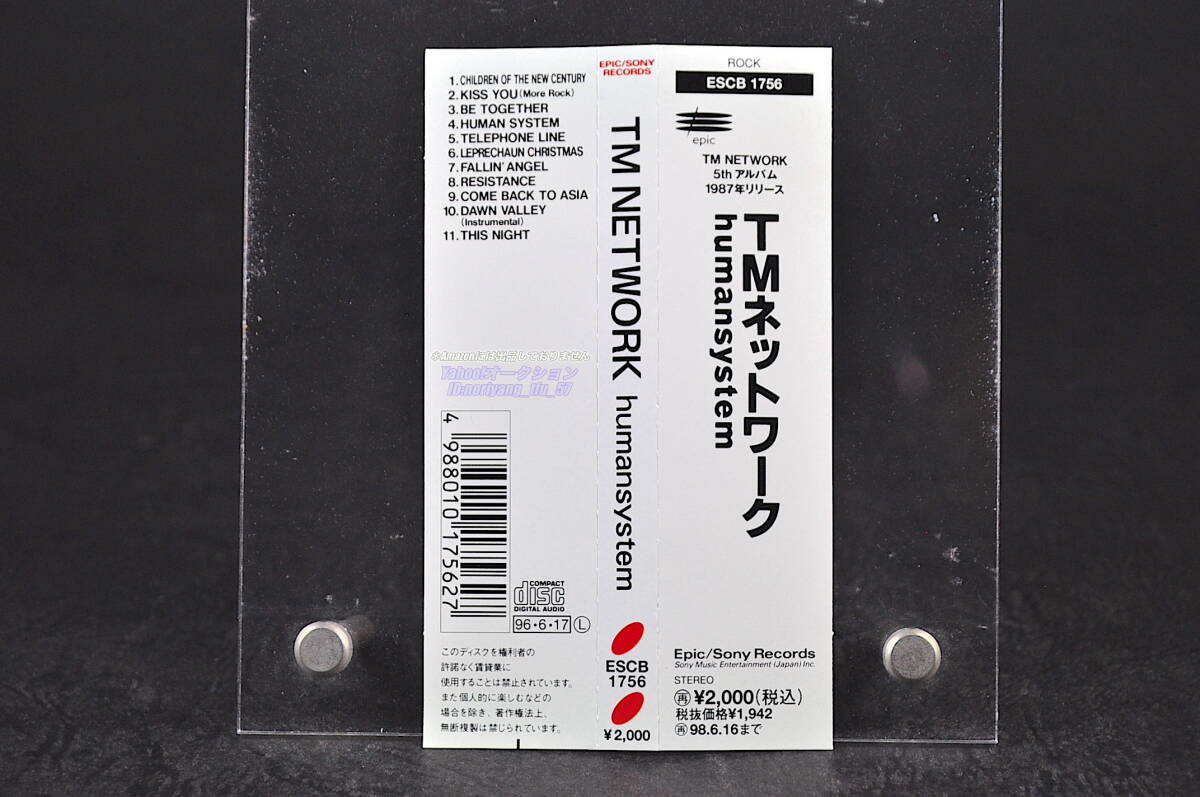 1. CHILDREN OF THE NEW CENTURY
2. KISS YOU (More Rock)
3. BE TOGETHER
4. HUMAN SYSTEM
5. TELEPHONE LINE
6. LEPRECHAUN CHRISTMAS
7. FALLIN' ANGEL
8. RESISTANCE
9. COME BACK TO ASIA
10. DAWN VALLEY
(Instrumental)
11. THIS NIGHT
※Amazonには出品しておりません
Yahoo!オークション
ID:noriyang_tfu_57
4 988010 175627
COMPACT
disc
DIGITAL AUDIO
96・6・17 Ⓛ
このディスクを権利者の
許諾なく賃貸業に
使用することは禁止されています。
また個人的に楽しむなどの
場合を除き、著作権法上、
無断複製は禁じられています。
EPIC/SONY
RECORDS
TM NETWORK humansystem
ESCB
1756
¥2,000
ROCK
ESCB 1756
epic
TM NETWORK
5th アルバム
1987年リリース
TMネットワーク
humansystem
Epic/Sony Records
Sony Music Entertainment (Japan) Inc.
STEREO
再 ¥2,000(税込)
税抜価格¥1,942
再 98.6.16まで